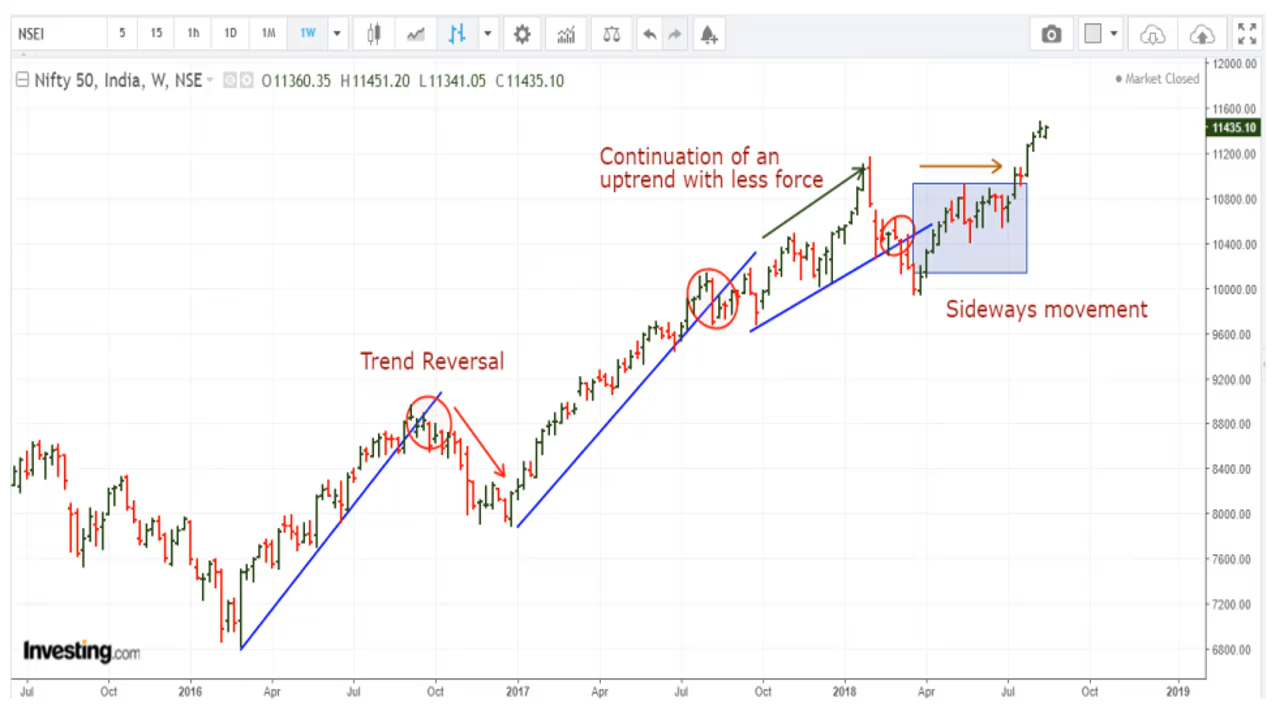 NSEI 5 15 1h 1D 1M 1W
Nifty 50, India, W, NSE O11360.35 H11451.20 L11341.05 C11435.10
Market Closed
12000.00
11600.00
11435.10
11200.00
10800.00
10400.00
10000.00
9600.00
9200.00
8800.00
8400.00
8000.00
7600.00
7200.00
6800.00
Continuation of an
uptrend with less force
Sideways movement
Trend Reversal
Investing.com
Jul Oct 2016 Apr Jul Oct 2017 Apr Jul Oct 2018 Apr Jul Oct 2019